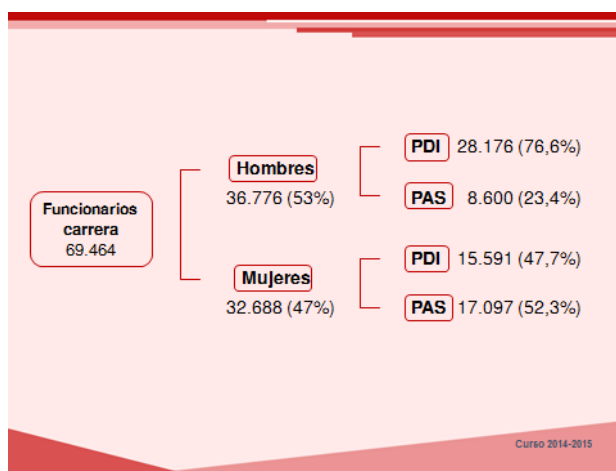 Funcionarios
carrera
69.464
Hombres
36.776 (53%)
PDI 28.176 (76,6%)
PAS 8.600 (23,4%)
Mujeres
32.688 (47%)
PDI 15.591 (47,7%)
PAS 17.097 (52,3%)
Curso 2014-2015